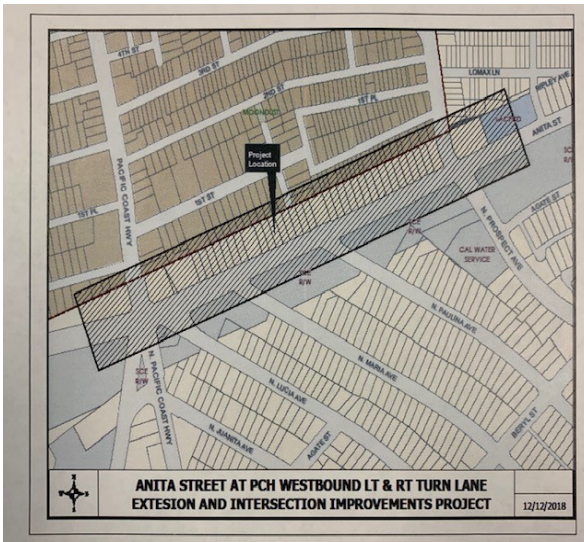 4TH ST
3RD ST
2ND ST
1ST PL
LOMAX LN
RIPLEY AVE
ANITA ST
PACIFIC COAST HWY
Project
Location
1ST ST
1ST PL
N. PROSPECT AVE
AGATE ST
CAL WATER
SERVICE
R/W
R/W
N. PAULINA AVE
N. MARIA AVE
SCE
R/W
N. PACIFIC COAST HWY
N. LUCIA AVE
N. JUANITA AVE
AGATE ST
BERYL ST
N
S
ANITA STREET AT PCH WESTBOUND LT & RT TURN LANE
EXTESION AND INTERSECTION IMPROVEMENTS PROJECT
12/12/2018